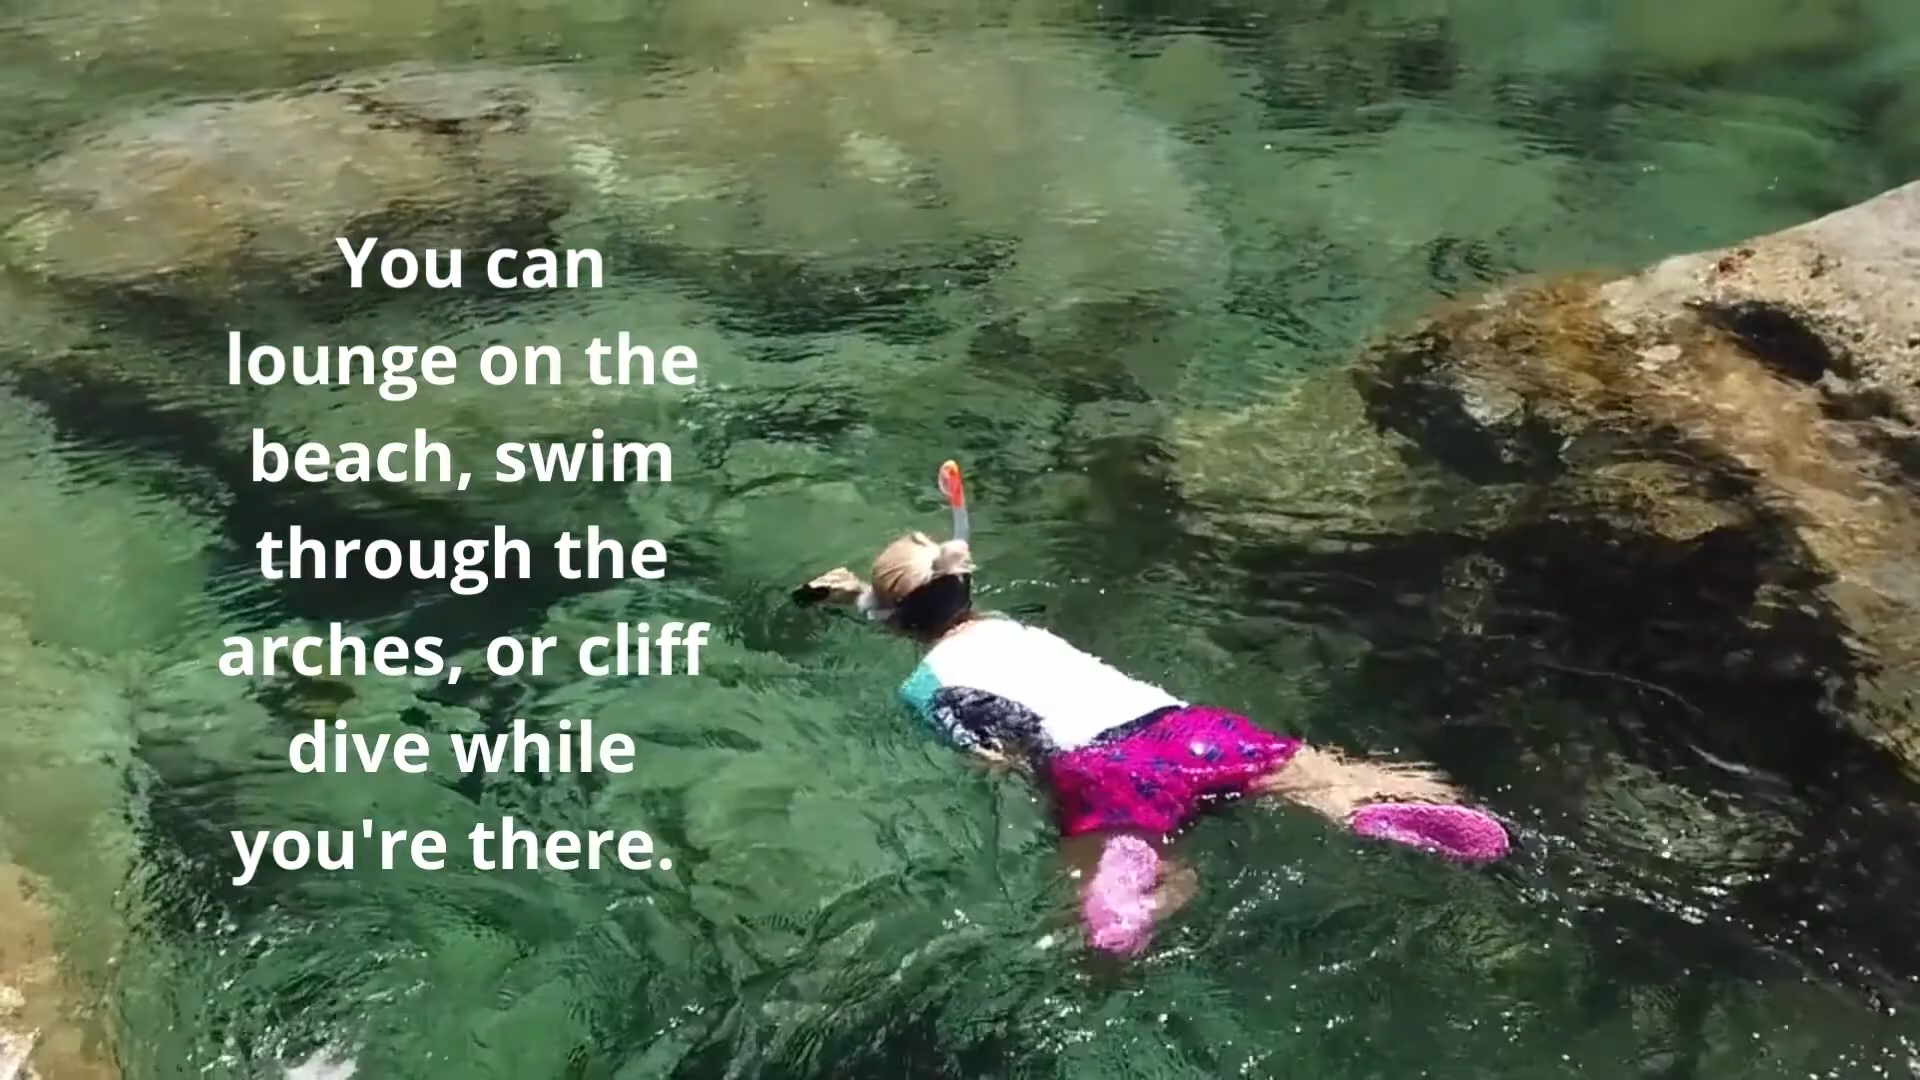 You can
lounge on the
beach, swim
through the
arches, or cliff
dive while
you're there.